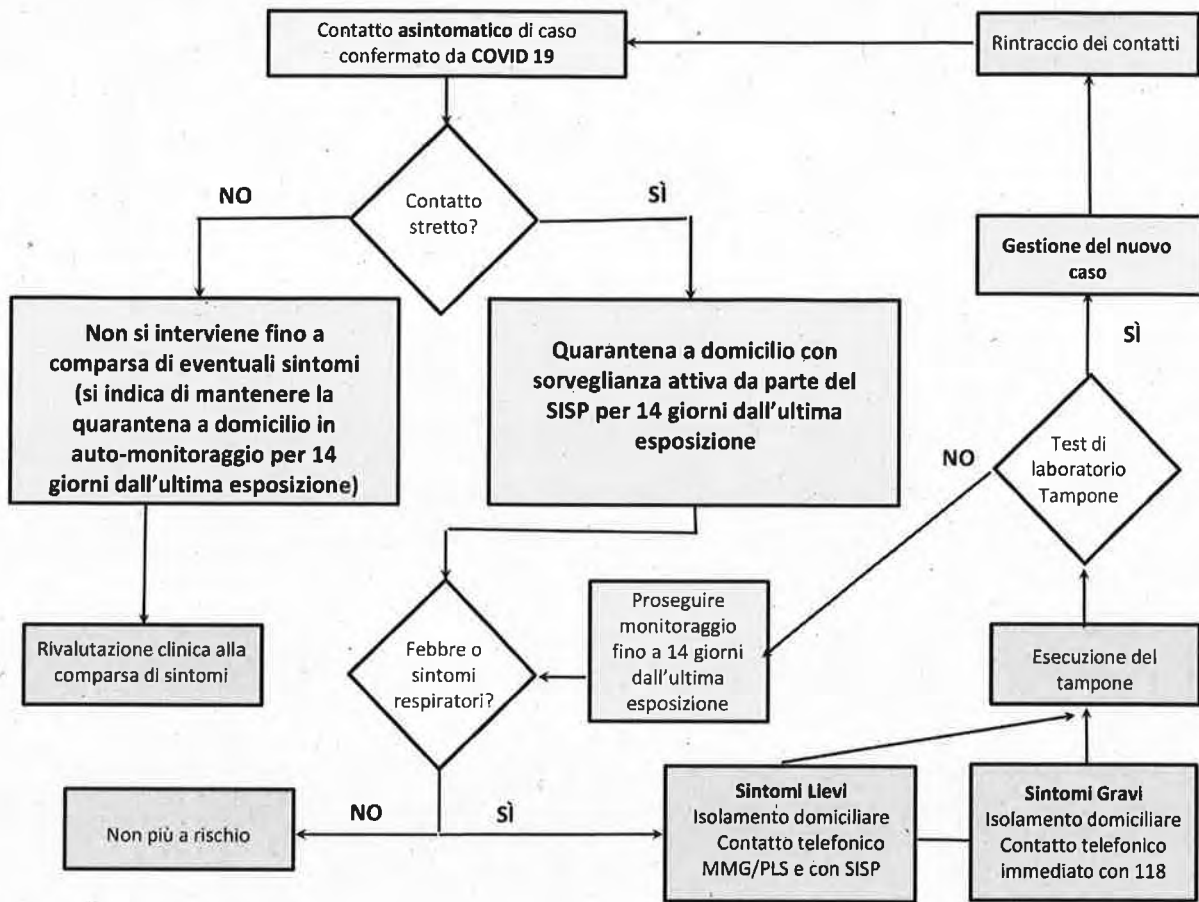 Contatto asintomatico di caso
confermato da COVID 19
Rintraccio dei contatti
NO
Contatto
stretto?
SÌ
Gestione del nuovo
caso
Non si interviene fino a
comparsa di eventuali sintomi
(si indica di mantenere la
quarantena a domicilio in
auto-monitoraggio per 14
giorni dall'ultima esposizione)
Quarantena a domicilio con
sorveglianza attiva da parte del
SISP per 14 giorni dall'ultima
esposizione
SÌ
NO
Test di
laboratorio
Tampone
Rivalutazione clinica alla
comparsa di sintomi
Febbre o
sintomi
respiratori?
Proseguire
monitoraggio
fino a 14 giorni
dall'ultima
esposizione
Esecuzione del
tampone
Non più a rischio
NO
SÌ
Sintomi Lievi
Isolamento domiciliare
Contatto telefonico
MMG/PLS e con SISP
Sintomi Gravi
Isolamento domiciliare
Contatto telefonico
immediato con 118